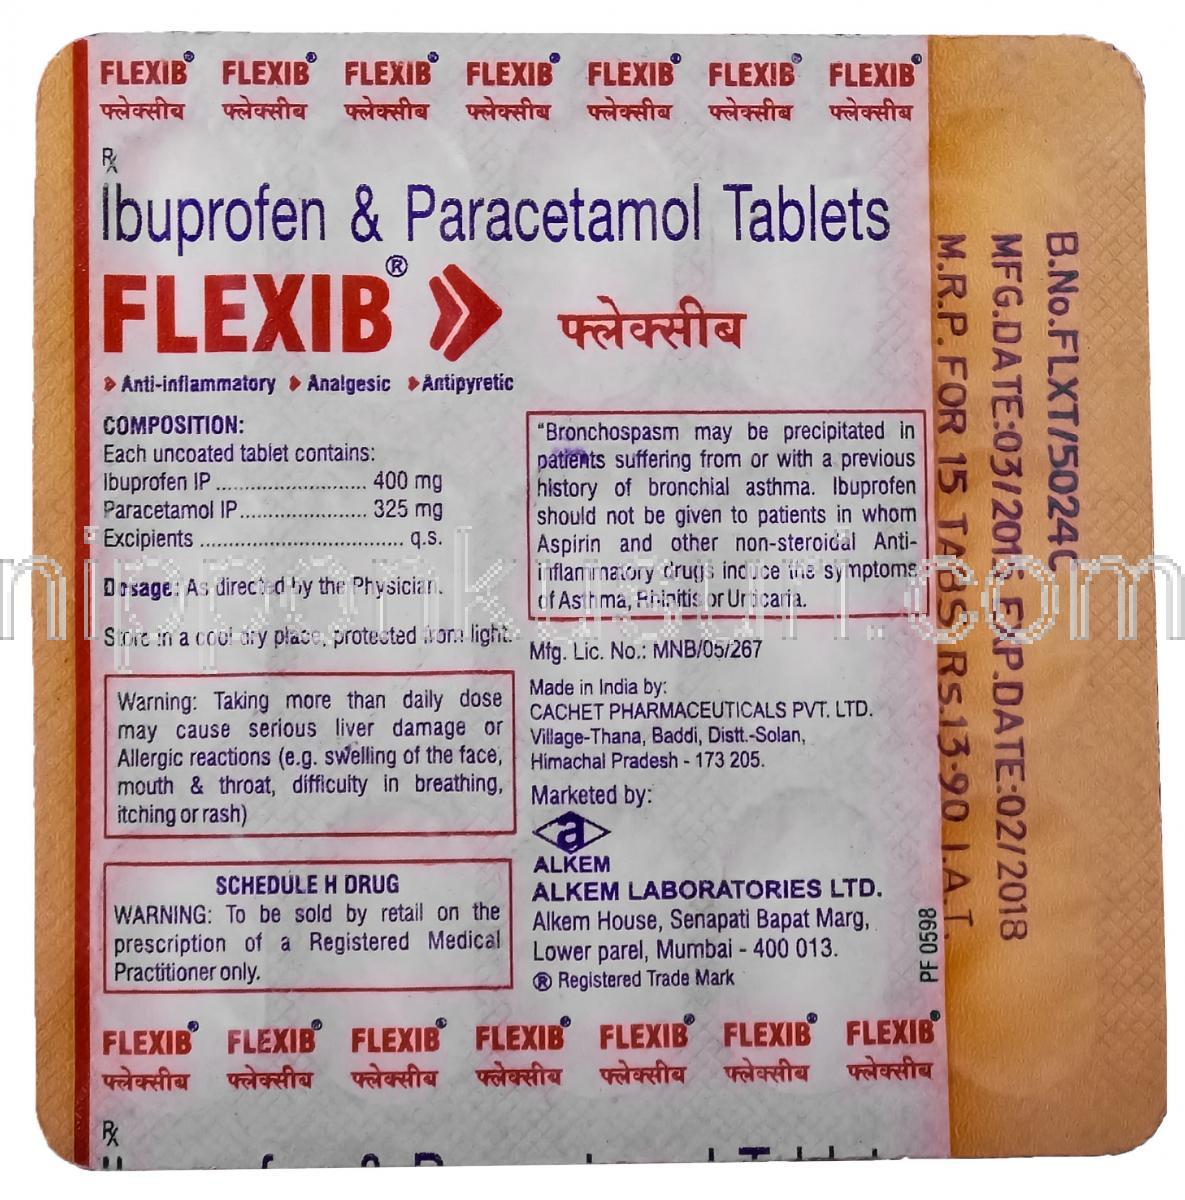 FLEXIB® FLEXIB® FLEXIB® FLEXIB® FLEXIB® FLEXIB® FLEXIB®
फ्लेक्सीब फ्लेक्सीब फ्लेक्सीब फ्लेक्सीब फ्लेक्सीब फ्लेक्सीब फ्लेक्सीब
℞
Ibuprofen & Paracetamol Tablets
FLEXIB®
फ्लेक्सीब
Anti-inflammatory Analgesic Antipyretic
COMPOSITION:
Each uncoated tablet contains:
Ibuprofen IP ........................ 400 mg
Paracetamol IP.................... 325 mg
Excipients ................................. q.s.
Dosage: As directed by the Physician.
Store in a cool dry place, protected from light.
Warning: Taking more than daily dose
may cause serious liver damage or
Allergic reactions (e.g. swelling of the face,
mouth & throat, difficulty in breathing,
itching or rash)
SCHEDULE H DRUG
WARNING: To be sold by retail on the
prescription of a Registered Medical
Practitioner only.
"Bronchospasm may be precipitated in
patients suffering from or with a previous
history of bronchial asthma. Ibuprofen
should not be given to patients in whom
Aspirin and other non-steroidal Anti-
inflammatory drugs induce the symptoms
of Asthma, Rhinitis or Urticaria.
Mfg. Lic. No.: MNB/05/267
Made in India by:
CACHET PHARMACEUTICALS PVT. LTD.
Village-Thana, Baddi, Distt.-Solan,
Himachal Pradesh - 173 205.
Marketed by:
a
ALKEM
ALKEM LABORATORIES LTD.
Alkem House, Senapati Bapat Marg,
Lower parel, Mumbai - 400 013.
® Registered Trade Mark
PF 0598
B.No.FLXT/5024C
MFG.DATE:03/201 EXP.DATE:02/2018
M.R.P.FOR 15 TABS RS.13.90 I.A.T.
nipponkusuri.com
FLEXIB® FLEXIB® FLEXIB® FLEXIB® FLEXIB® FLEXIB® FLEXIB®
फ्लेक्सीब फ्लेक्सीब फ्लेक्सीब फ्लेक्सीब फ्लेक्सीब फ्लेक्सीब फ्लेक्सीब
℞